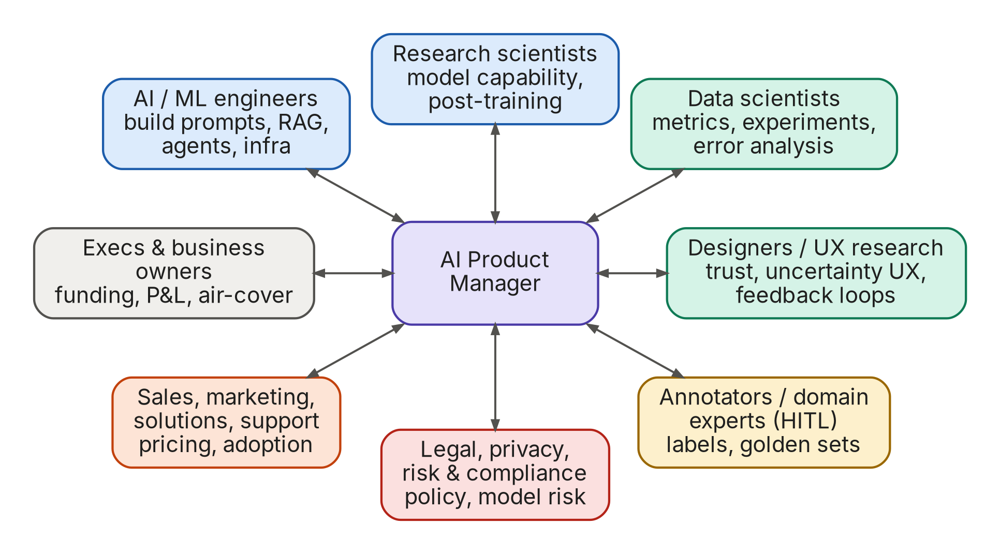 Research scientists
model capability,
post-training
AI / ML engineers
build prompts, RAG,
agents, infra
Data scientists
metrics, experiments,
error analysis
Execs & business
owners
funding, P&L, air-cover
AI Product
Manager
Designers / UX research
trust, uncertainty UX,
feedback loops
Sales, marketing,
solutions, support
pricing, adoption
Annotators / domain
experts (HITL)
labels, golden sets
Legal, privacy,
risk & compliance
policy, model risk